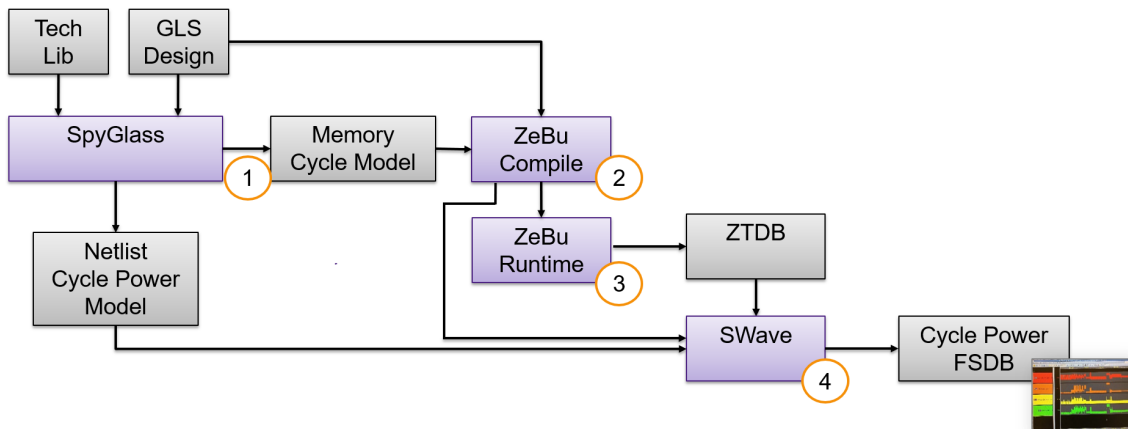 Tech
Lib
GLS
Design
SpyGlass
1
Memory
Cycle Model
ZeBu
Compile
2
Netlist
Cycle Power
Model
ZeBu
Runtime
3
ZTDB
SWave
4
Cycle Power
FSDB